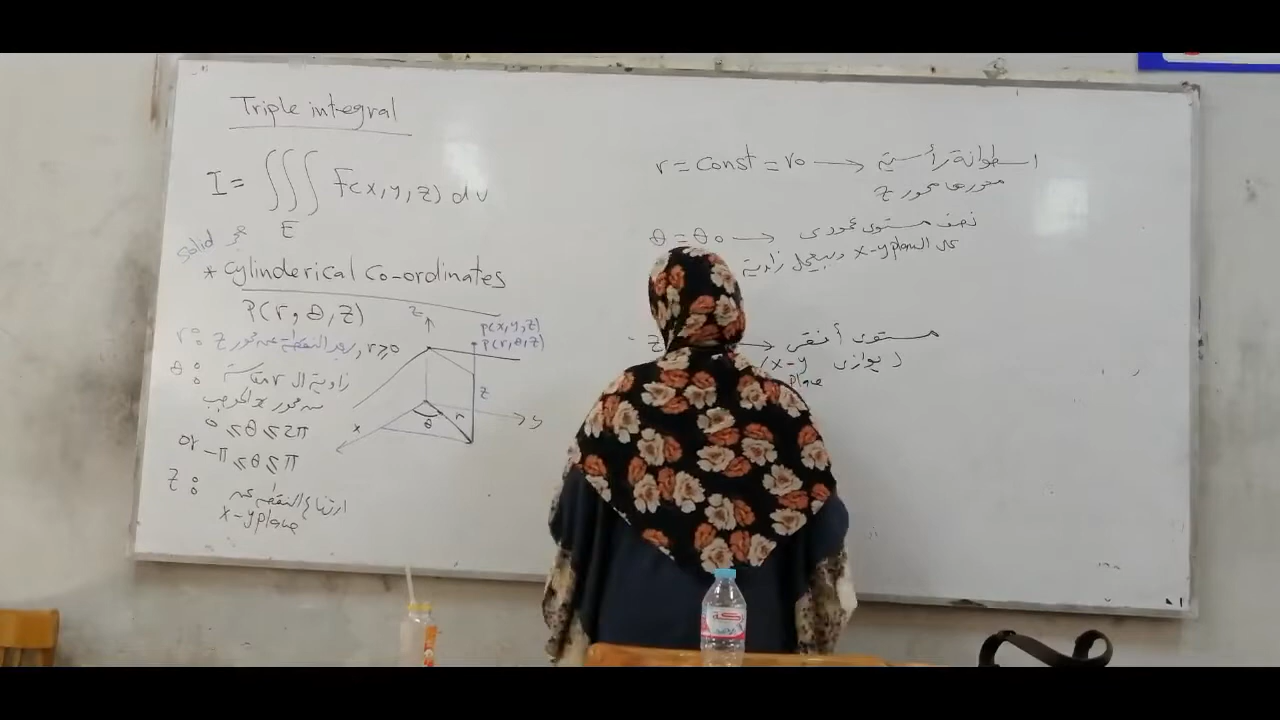 Triple integral
I = ∭ F(x,y,z) dv
E
solid
* Cylinderical Co-ordinates
P(r, θ, z)
r: بعد النقطة عن محور z, r ≥ 0
θ: زاوية ال r مقاسة
من محور x الموجب
0 ≤ θ ≤ 2π
or -π ≤ θ ≤ π
z: ارتفاع النقطة عن
x-y plane
z
P(x,y,z)
P(r,θ,z)
z
y
x
θ
r
r = Const = r₀ → اسطوانة رأسية
محورها محور z
θ = θ₀ → نصف مستوى عمودى
على ال x-y plane ويعمل زاوية
z → مستوى أفقى
يوازى x-y
plane